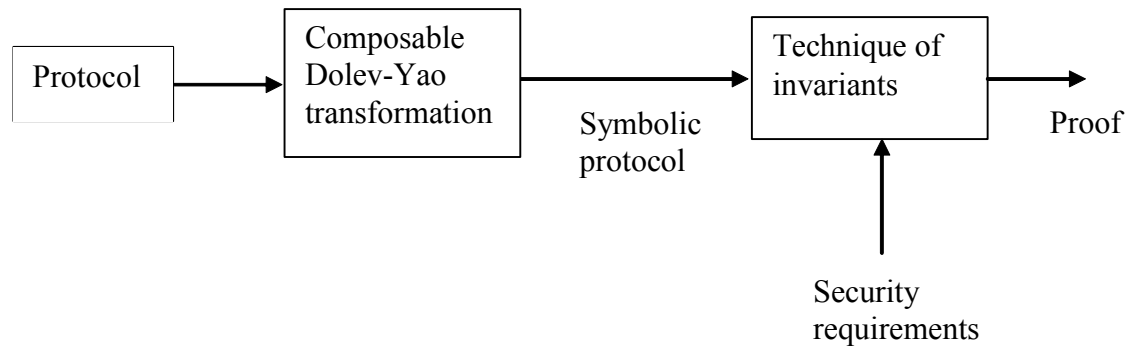 Protocol
Composable
Dolev-Yao
transformation
Symbolic
protocol
Technique of
invariants
Proof
Security
requirements